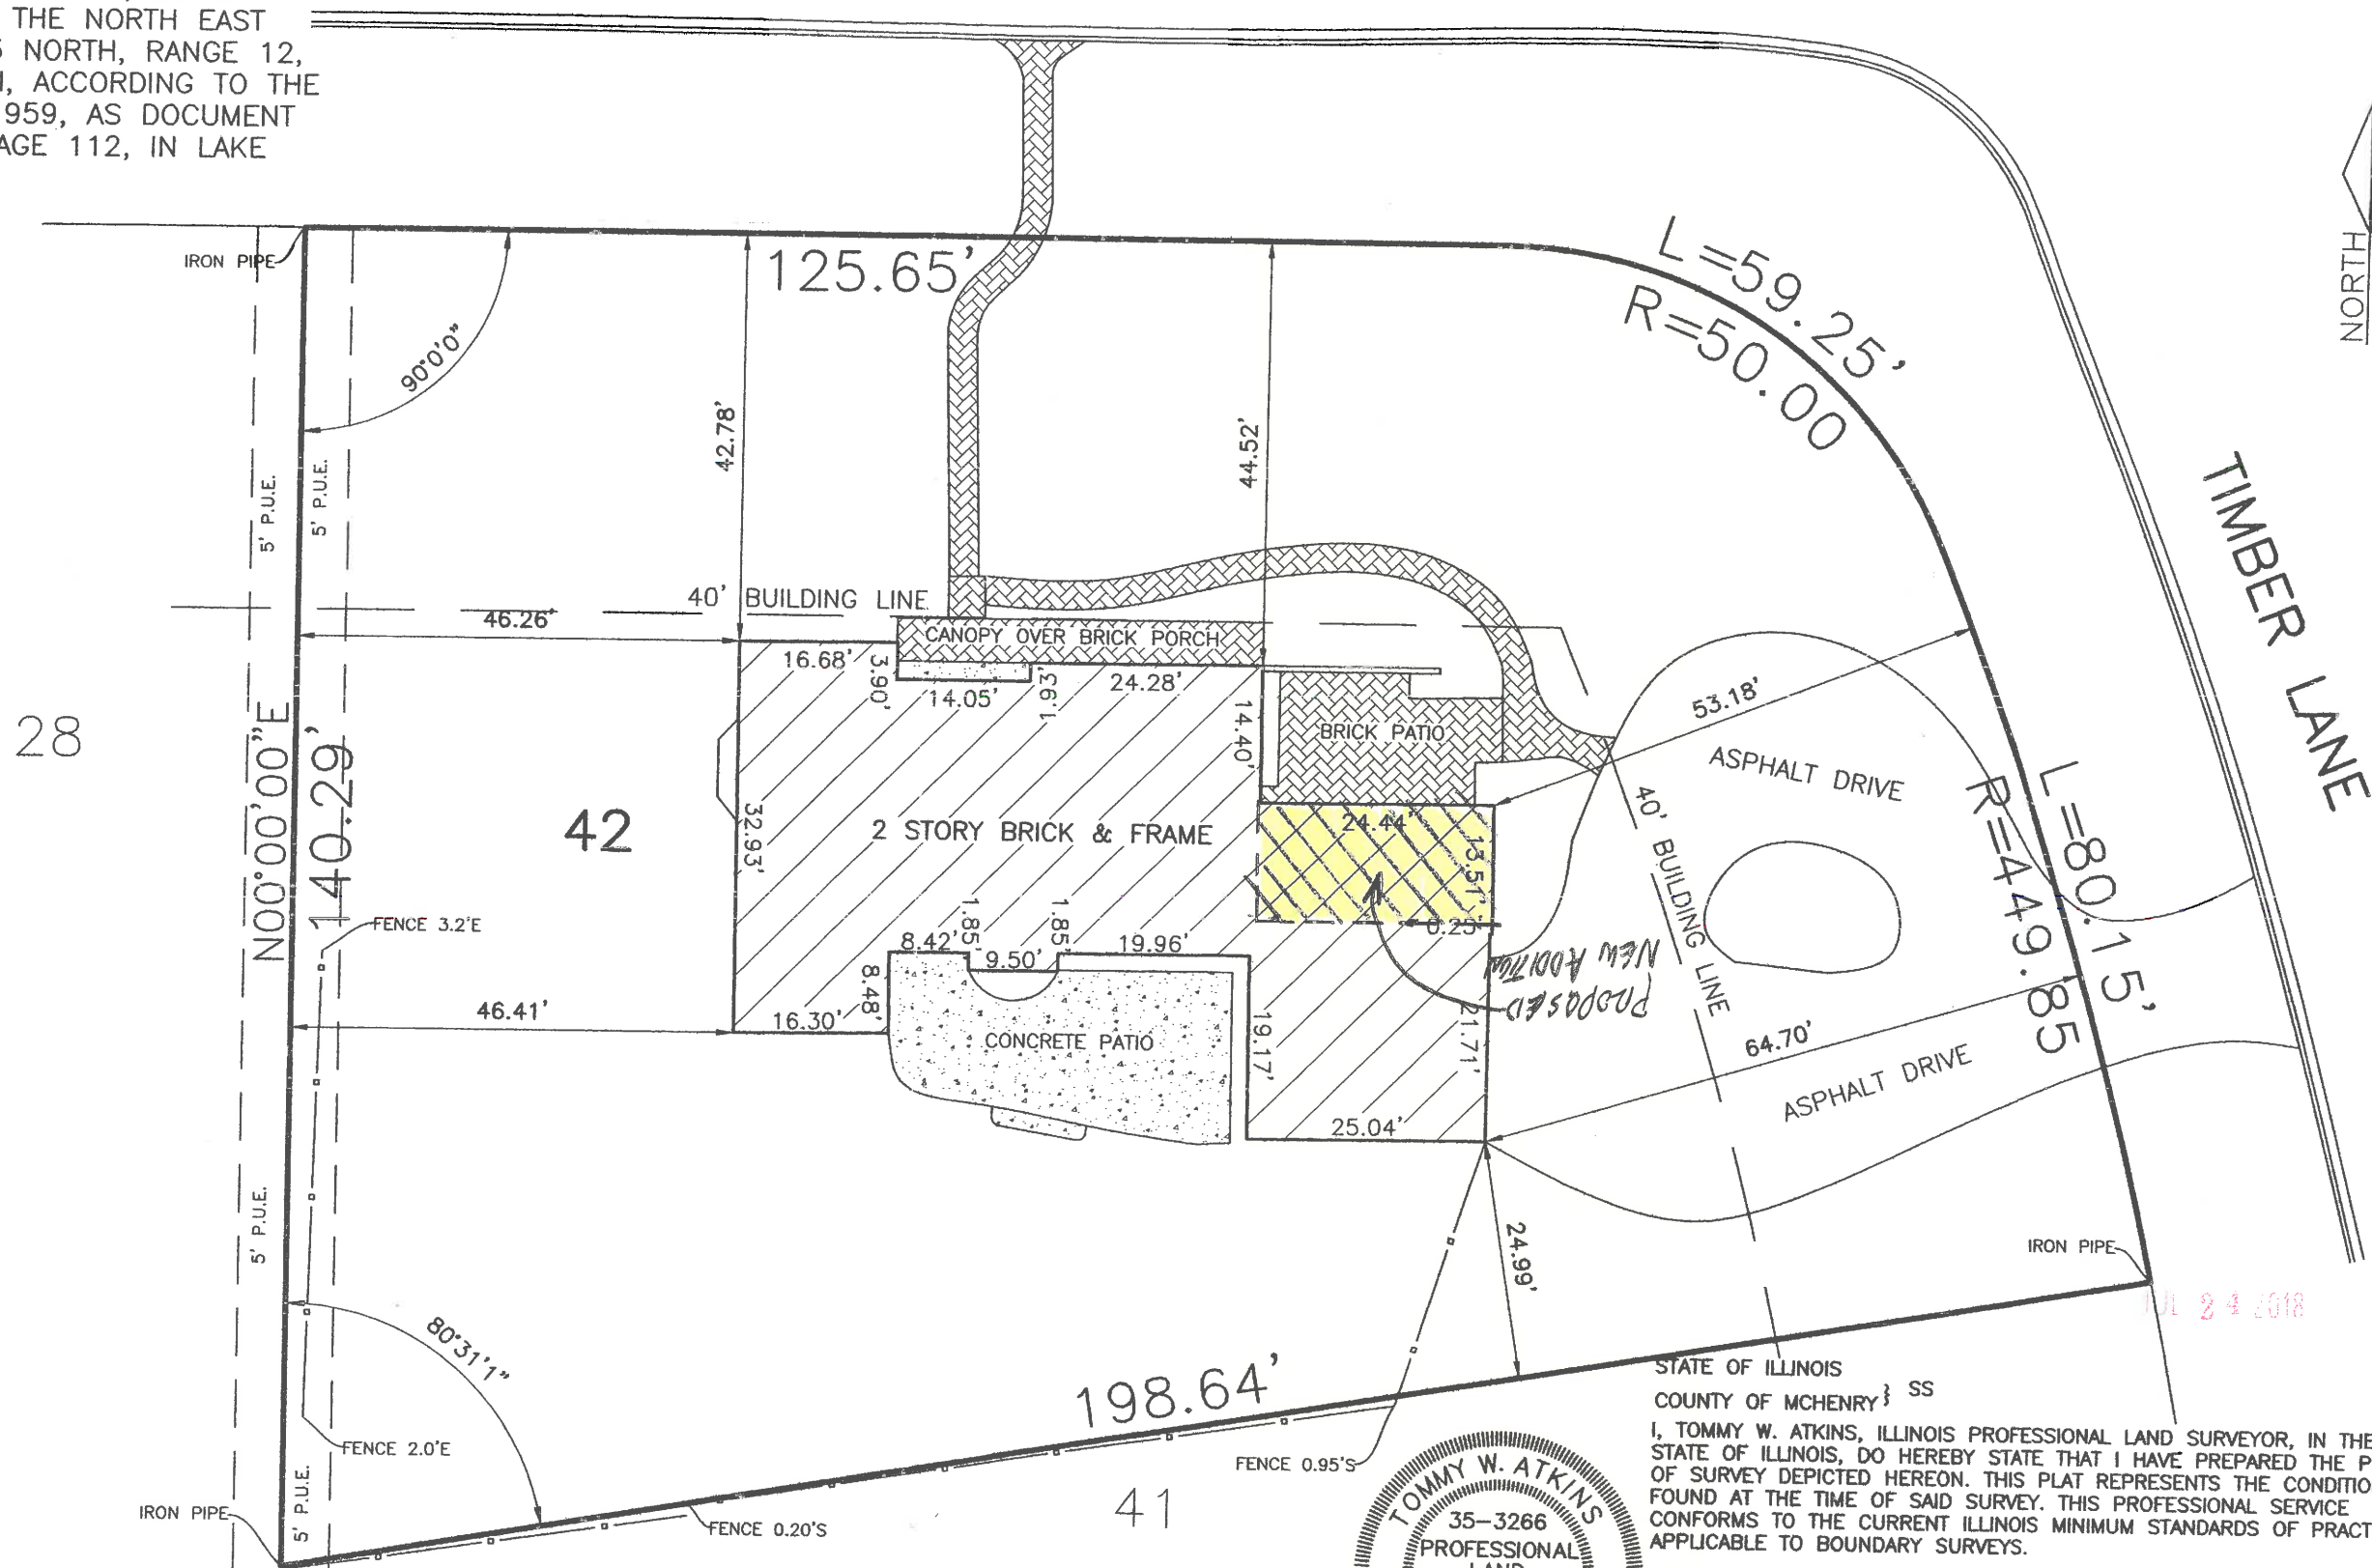 THE NORTH EAST
NORTH, RANGE 12,
ACCORDING TO THE
959, AS DOCUMENT
AGE 112, IN LAKE
IRON PIPE
125.65'
L=59.25'
R=50.00
NORTH
90°0'0"
5' P.U.E.
5' P.U.E.
42.78'
44.52'
TIMBER LANE
40' BUILDING LINE
46.26'
CANOPY OVER BRICK PORCH
16.68'
3.90'
14.05'
1.93'
24.28'
14.40'
BRICK PATIO
53.18'
ASPHALT DRIVE
28
N00°00'00"E
140.29'
42
32.93'
2 STORY BRICK & FRAME
24.44'
13.51'
0.25'
40' BUILDING LINE
L=80.15'
R=449.85
FENCE 3.2'E
8.42'
1.85'
9.50'
1.85'
19.96'
8.48'
PROPOSED
NEW ADDITION
46.41'
16.30'
CONCRETE PATIO
19.17'
21.71'
64.70'
ASPHALT DRIVE
25.04'
5' P.U.E.
24.99'
IRON PIPE
2 4 2018
80°31'1"
198.64'
FENCE 2.0'E
5' P.U.E.
IRON PIPE
FENCE 0.20'S
FENCE 0.95'S
41
TOMMY W. ATKINS
35-3266
PROFESSIONAL
STATE OF ILLINOIS
COUNTY OF MCHENRY } SS
I, TOMMY W. ATKINS, ILLINOIS PROFESSIONAL LAND SURVEYOR, IN THE
STATE OF ILLINOIS, DO HEREBY STATE THAT I HAVE PREPARED THE P
OF SURVEY DEPICTED HEREON. THIS PLAT REPRESENTS THE CONDITIO
FOUND AT THE TIME OF SAID SURVEY. THIS PROFESSIONAL SERVICE
CONFORMS TO THE CURRENT ILLINOIS MINIMUM STANDARDS OF PRACT
APPLICABLE TO BOUNDARY SURVEYS.